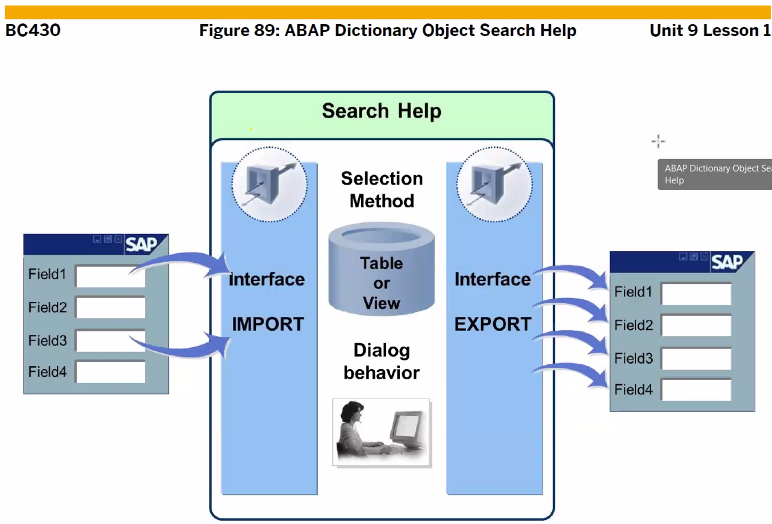 BC430 Figure 89: ABAP Dictionary Object Search Help Unit 9 Lesson 1
Search Help
ABAP Dictionary Object Sea
Help
Selection
Method
Table
or
View
Dialog
behavior
Interface
IMPORT
Interface
EXPORT
SAP
Field1
Field2
Field3
Field4
SAP
Field1
Field2
Field3
Field4